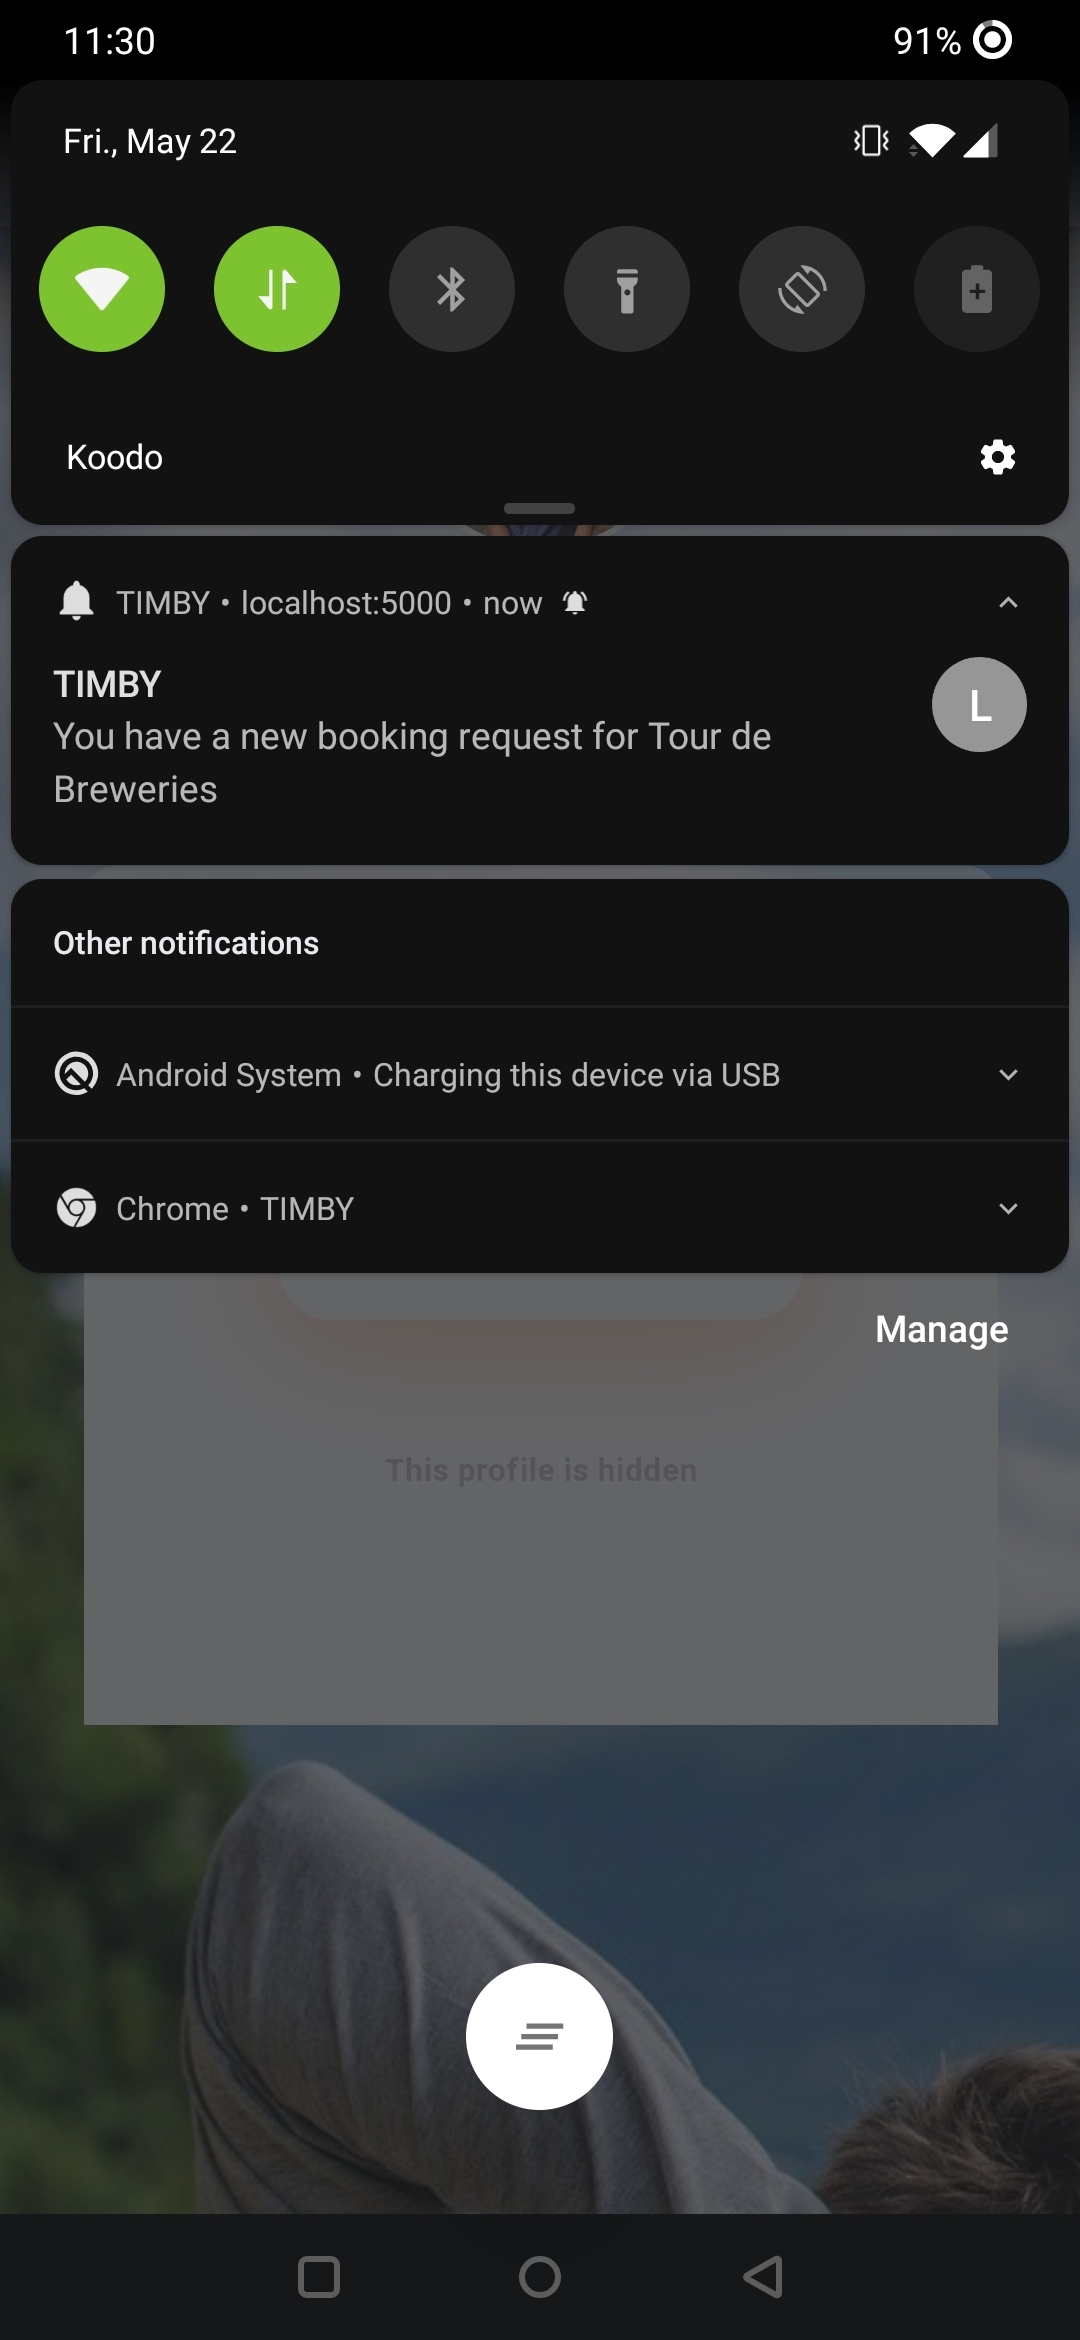 11:30
91%
Fri., May 22
Koodo
TIMBY • localhost:5000 • now
TIMBY
L
You have a new booking request for Tour de
Breweries
Other notifications
Android System • Charging this device via USB
Chrome • TIMBY
Manage
This profile is hidden